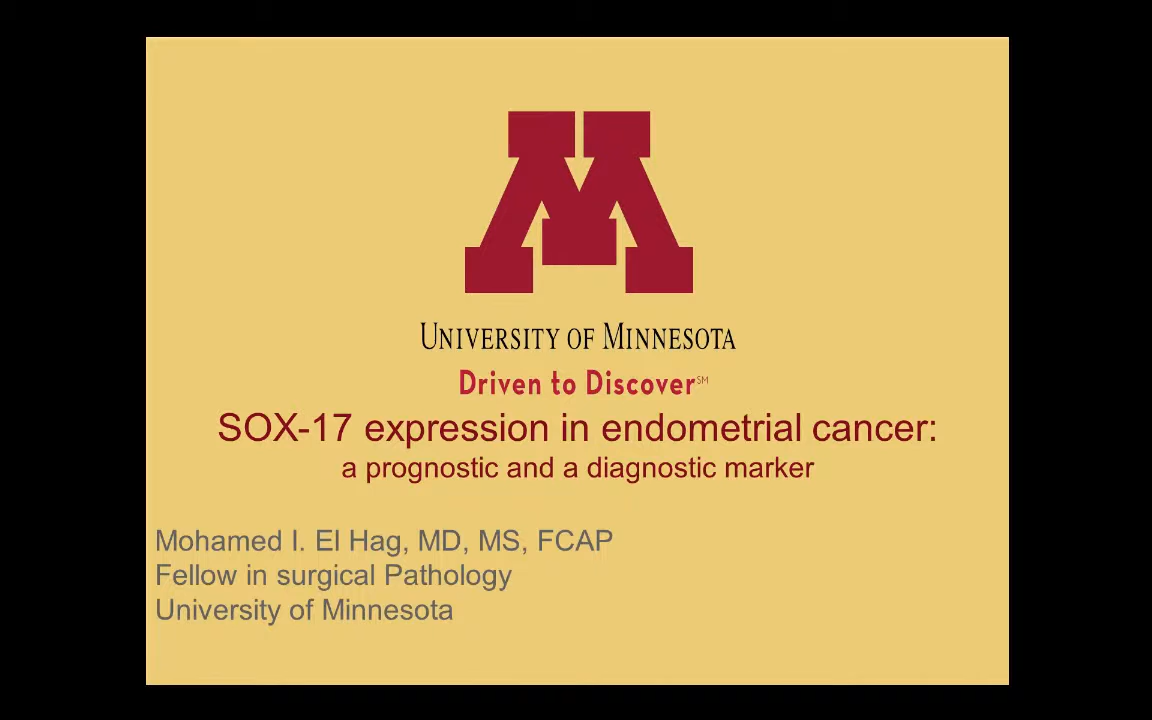 UNIVERSITY OF MINNESOTA
Driven to Discover℠
SOX-17 expression in endometrial cancer:
a prognostic and a diagnostic marker
Mohamed I. El Hag, MD, MS, FCAP
Fellow in surgical Pathology
University of Minnesota